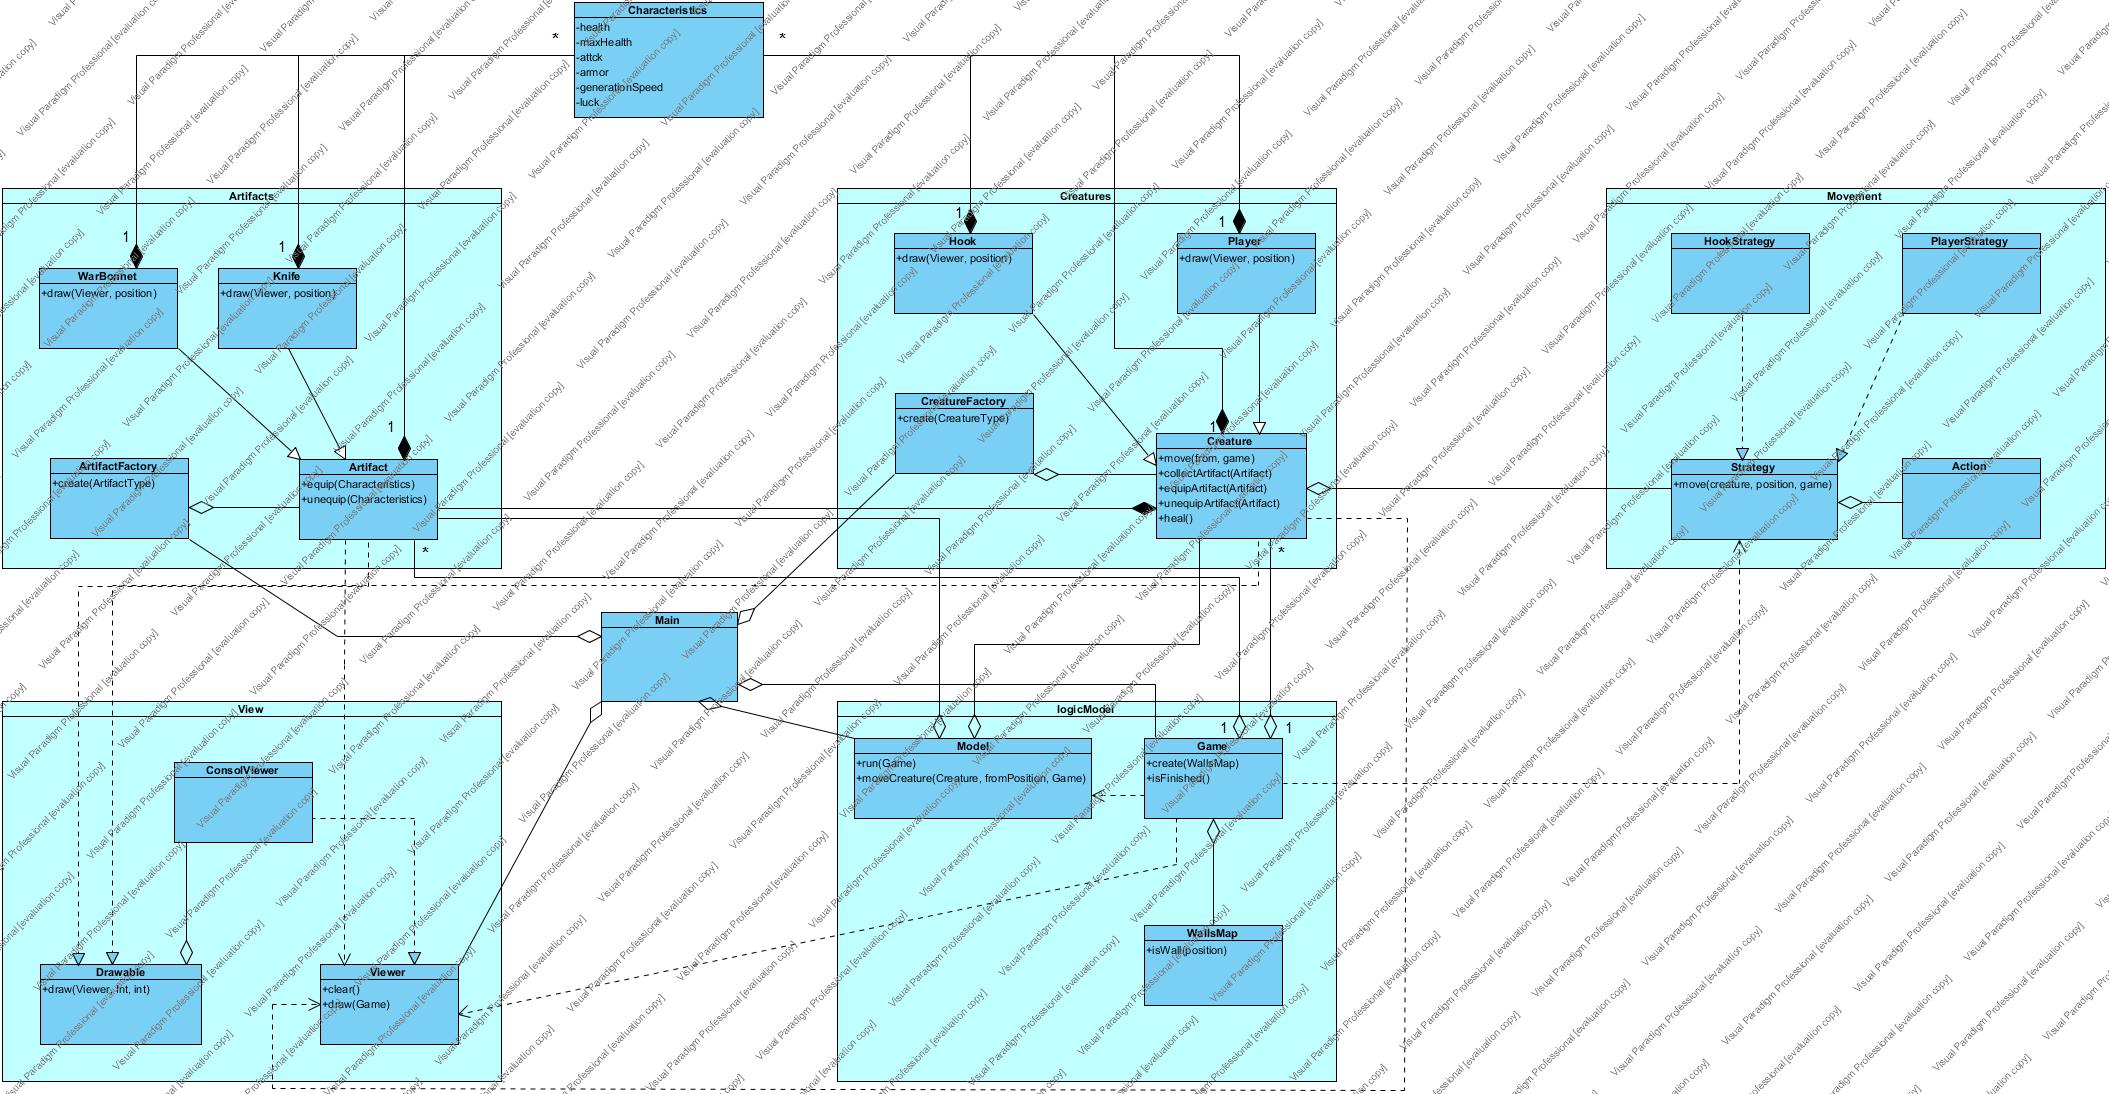 Characteristics
-health
-maxHealth
-attck
-armor
-generationSpeed
-luck
*
*
Artifacts
1
1
WarBonnet
+draw(Viewer, position)
Knife
+draw(Viewer, position)
1
ArtifactFactory
+create(ArtifactType)
Artifact
+equip(Characteristics)
+unequip(Characteristics)
*
Creatures
1
1
Hook
+draw(Viewer, position)
Player
+draw(Viewer, position)
CreatureFactory
+create(CreatureType)
1
Creature
+move(from, game)
+collectArtifact(Artifact)
+equipArtifact(Artifact)
+unequipArtifact(Artifact)
+heal()
*
Movement
HookStrategy
PlayerStrategy
Strategy
+move(creature, position, game)
Action
Main
View
ConsolViewer
Drawable
+draw(Viewer, Int, int)
Viewer
+clear()
+draw(Game)
logicModel
1
1
Model
+run(Game)
+moveCreature(Creature, fromPosition, Game)
Game
+create(WallsMap)
+isFinished()
WallsMap
+isWall(position)
Visual Paradigm Professional [evaluation copy]